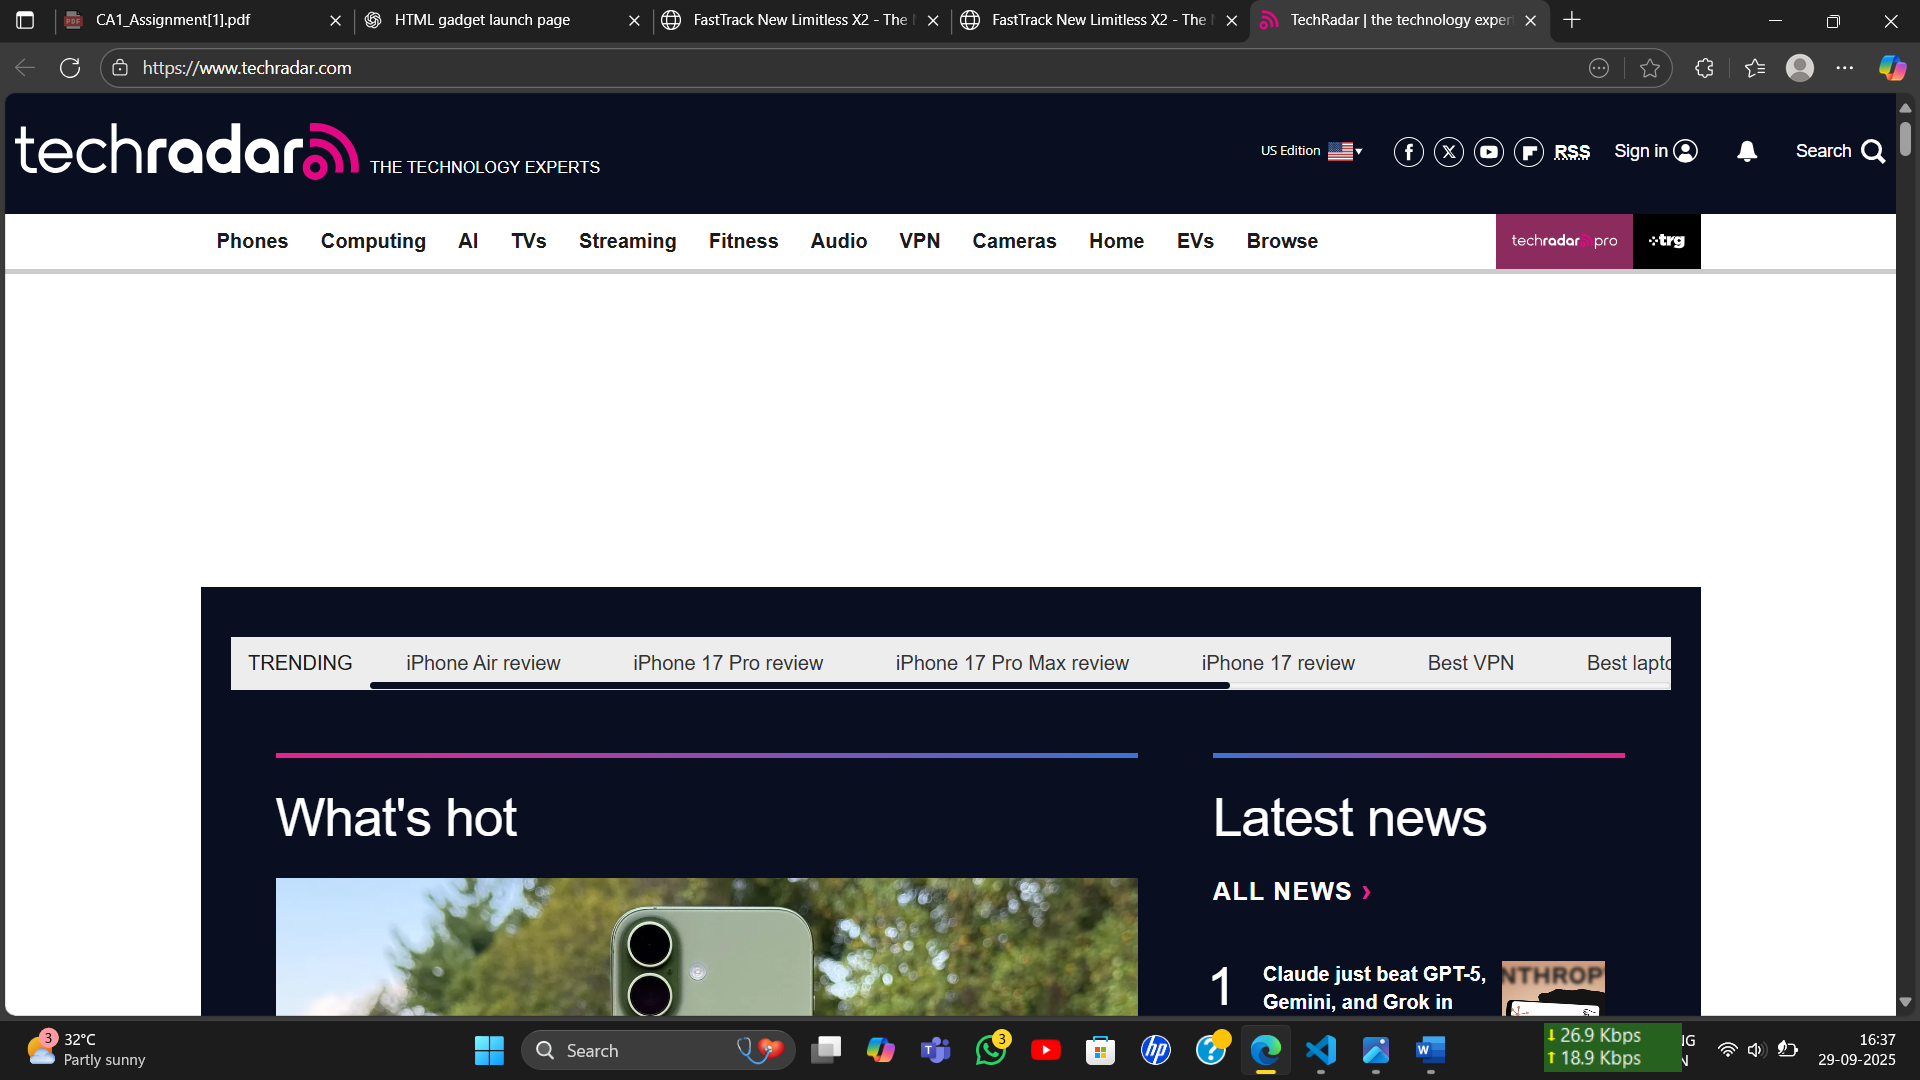 CA1_Assignment[1].pdf
HTML gadget launch page
FastTrack New Limitless X2 - The
FastTrack New Limitless X2 - The
TechRadar | the technology exper
https://www.techradar.com
techradar THE TECHNOLOGY EXPERTS
US Edition
RSS
Sign in
Search
Phones Computing AI TVs Streaming Fitness Audio VPN Cameras Home EVs Browse
techradar pro
trg
TRENDING iPhone Air review iPhone 17 Pro review iPhone 17 Pro Max review iPhone 17 review Best VPN Best lapto
What's hot
Latest news
ALL NEWS ›
1 Claude just beat GPT-5,
Gemini, and Grok in
NTHROP
3
32°C
Partly sunny
Search
3
26.9 Kbps
18.9 Kbps
16:37
29-09-2025